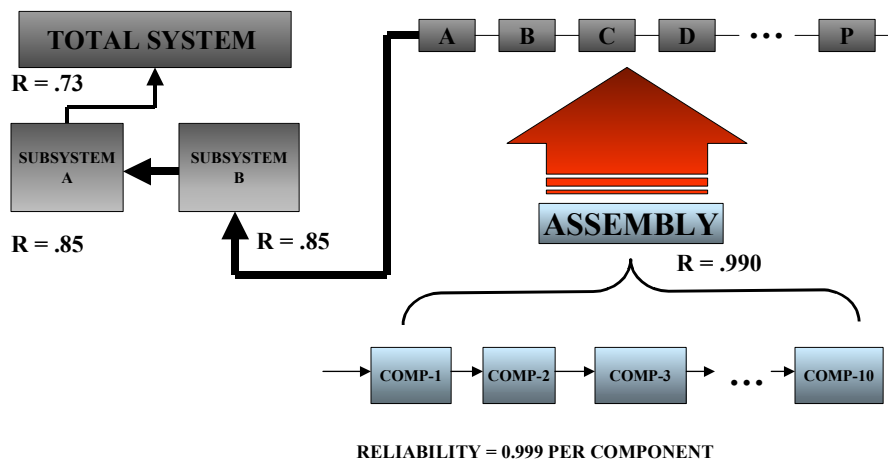 TOTAL SYSTEM
R = .73
SUBSYSTEM
A
R = .85
SUBSYSTEM
B
R = .85
A B C D ... P
ASSEMBLY
R = .990
COMP-1 COMP-2 COMP-3 ... COMP-10
RELIABILITY = 0.999 PER COMPONENT